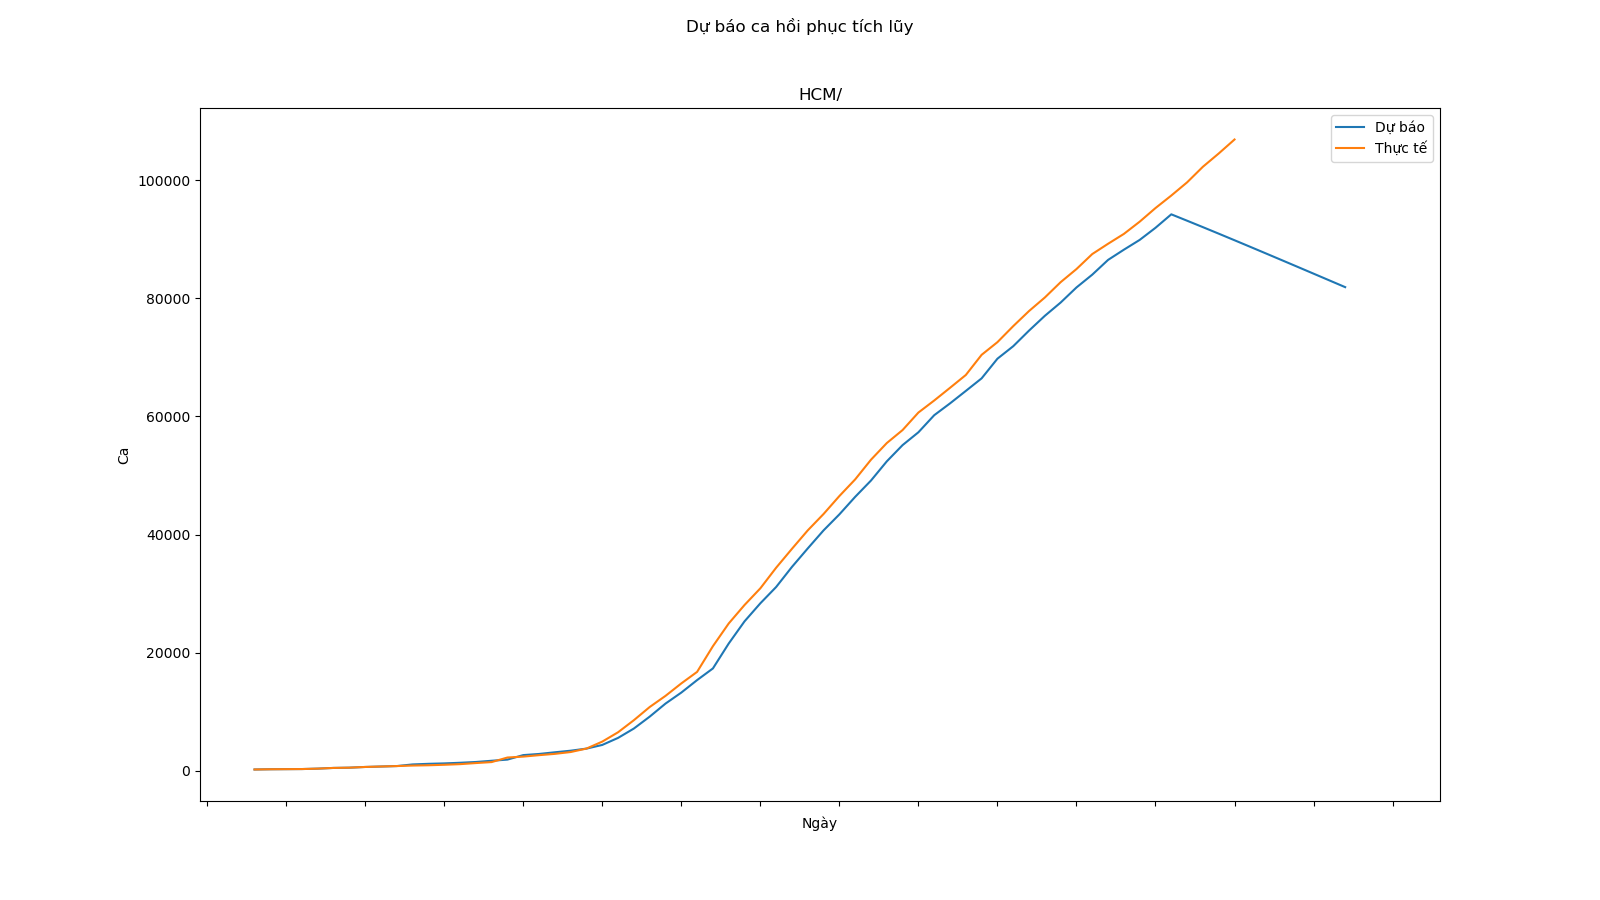 Dự báo ca hồi phục tích lũy
HCM/
Dự báo
Thực tế
100000
80000
60000
40000
20000
0
Ca
Ngày